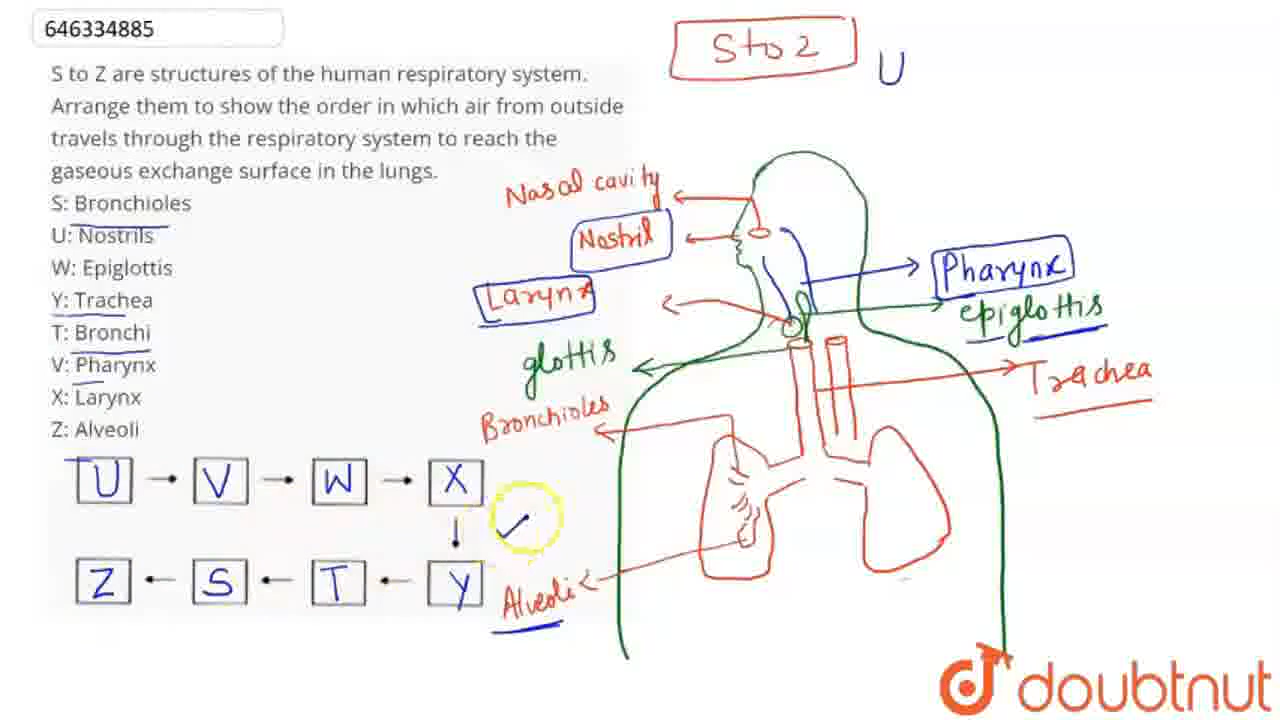 646334885
S to Z are structures of the human respiratory system.
Arrange them to show the order in which air from outside
travels through the respiratory system to reach the
gaseous exchange surface in the lungs.
S: Bronchioles
U: Nostrils
W: Epiglottis
Y: Trachea
T: Bronchi
V: Pharynx
X: Larynx
Z: Alveoli
U V W X
Z S T Y
S to Z
U
Nasal cavity
Nostril
Larynx
glottis
Bronchioles
Alveoli
Pharynx
epiglottis
Trachea
doubtnut